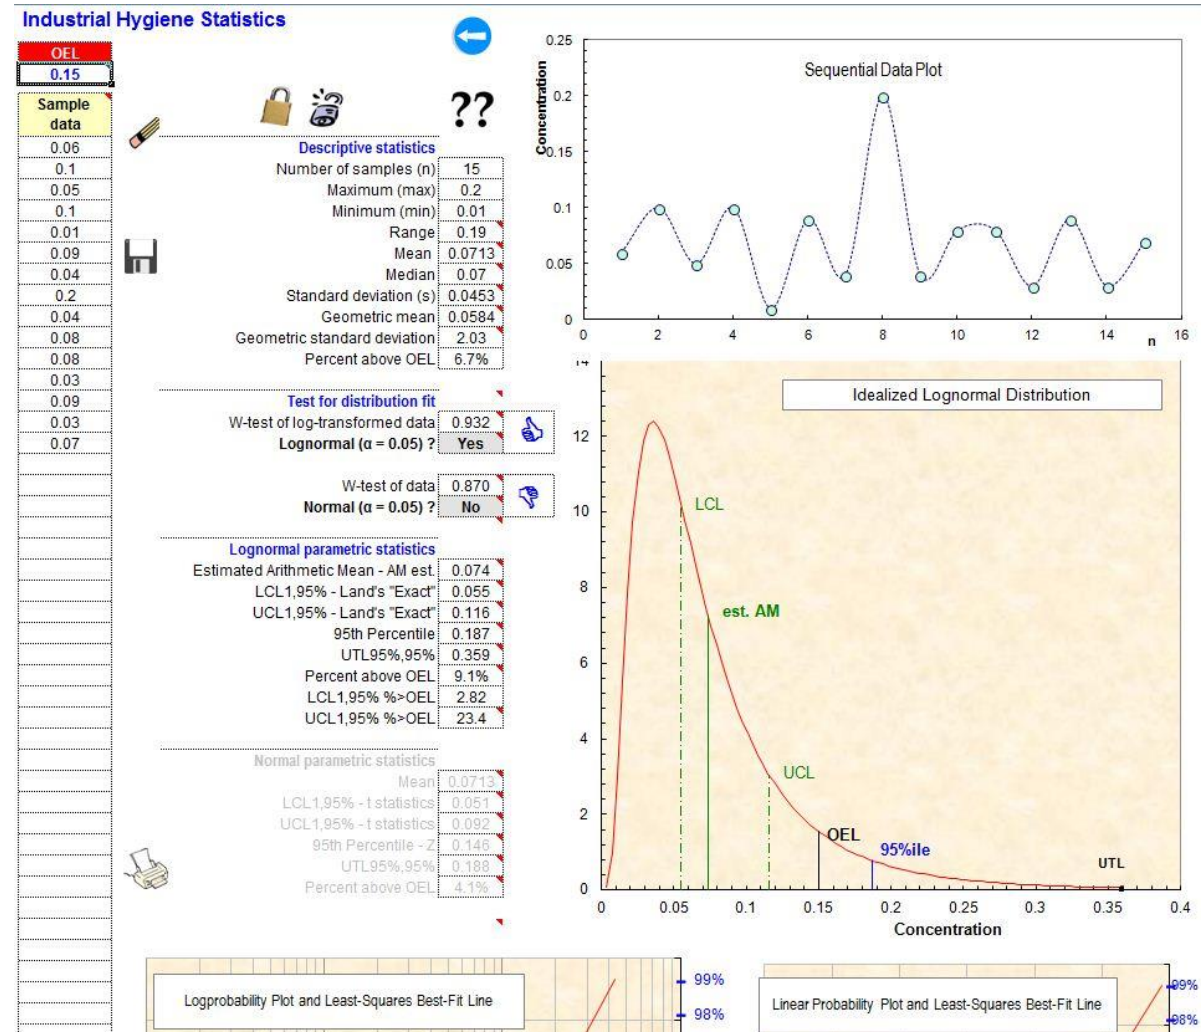 Industrial Hygiene Statistics
OEL
0.15
Sample
data
0.06
0.1
0.05
0.1
0.01
0.09
0.04
0.2
0.04
0.08
0.08
0.03
0.09
0.03
0.07
??
Descriptive statistics
Number of samples (n) 15
Maximum (max) 0.2
Minimum (min) 0.01
Range 0.19
Mean 0.0713
Median 0.07
Standard deviation (s) 0.0453
Geometric mean 0.0584
Geometric standard deviation 2.03
Percent above OEL 6.7%
Test for distribution fit
W-test of log-transformed data 0.932
Lognormal (α = 0.05) ? Yes
W-test of data 0.870
Normal (α = 0.05) ? No
Lognormal parametric statistics
Estimated Arithmetic Mean - AM est. 0.074
LCL1,95% - Land's "Exact" 0.055
UCL1,95% - Land's "Exact" 0.116
95th Percentile 0.187
UTL95%,95% 0.359
Percent above OEL 9.1%
LCL1,95% %>OEL 2.82
UCL1,95% %>OEL 23.4
Normal parametric statistics
Mean 0.0713
LCL1,95% - t statistics 0.051
UCL1,95% - t statistics 0.092
95th Percentile - Z 0.146
UTL95%,95% 0.188
Percent above OEL 4.1%
Sequential Data Plot
Concentration
0.25
0.2
0.15
0.1
0.05
0
0 2 4 6 8 10 12 14 16
n
Idealized Lognormal Distribution
14
12
10
8
6
4
2
0
LCL
est. AM
UCL
OEL
95%ile
UTL
0 0.05 0.1 0.15 0.2 0.25 0.3 0.35 0.4
Concentration
Logprobability Plot and Least-Squares Best-Fit Line
99%
98%
Linear Probability Plot and Least-Squares Best-Fit Line
99%
98%